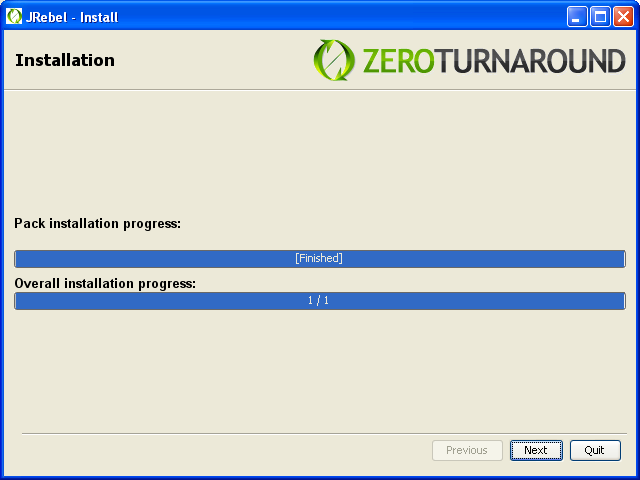 JRebel - Install
Installation
ZEROTURNAROUND
Pack installation progress:
[Finished]
Overall installation progress:
1 / 1
Previous
Next
Quit